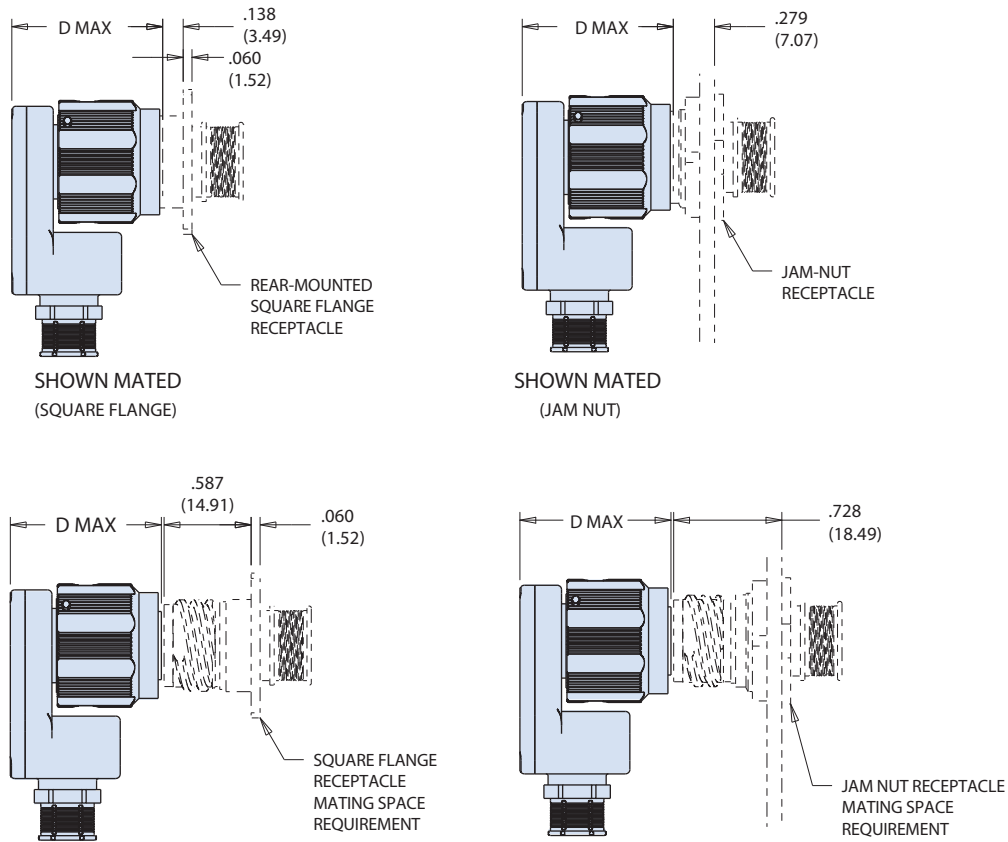 D MAX
.138
(3.49)
.060
(1.52)
REAR-MOUNTED
SQUARE FLANGE
RECEPTACLE
SHOWN MATED
(SQUARE FLANGE)
D MAX
.279
(7.07)
JAM-NUT
RECEPTACLE
SHOWN MATED
(JAM NUT)
D MAX
.587
(14.91)
.060
(1.52)
SQUARE FLANGE
RECEPTACLE
MATING SPACE
REQUIREMENT
D MAX
.728
(18.49)
JAM NUT RECEPTACLE
MATING SPACE
REQUIREMENT